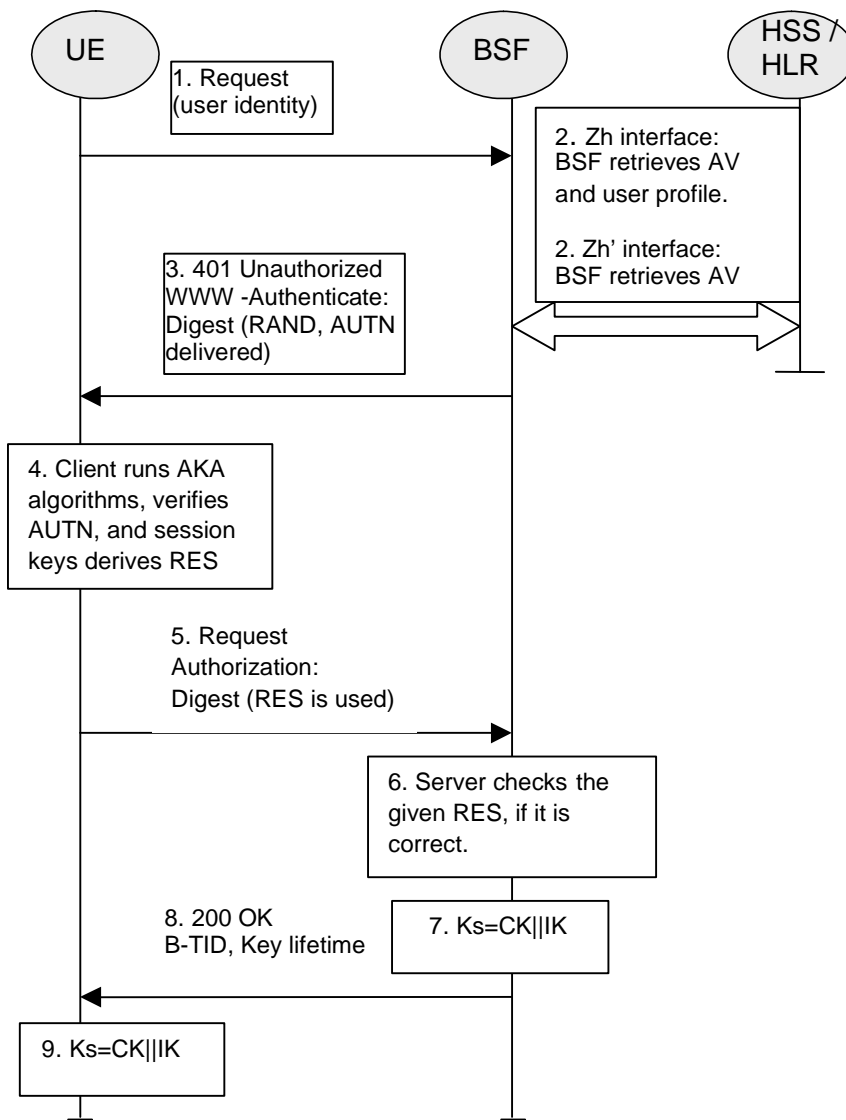 UE
BSF
HSS /
HLR
1. Request
(user identity)
2. Zh interface:
BSF retrieves AV
and user profile.
2. Zh’ interface:
BSF retrieves AV
3. 401 Unauthorized
WWW -Authenticate:
Digest (RAND, AUTN
delivered)
4. Client runs AKA
algorithms, verifies
AUTN, and session
keys derives RES
5. Request
Authorization:
Digest (RES is used)
6. Server checks the
given RES, if it is
correct.
7. Ks=CK||IK
8. 200 OK
B-TID, Key lifetime
9. Ks=CK||IK